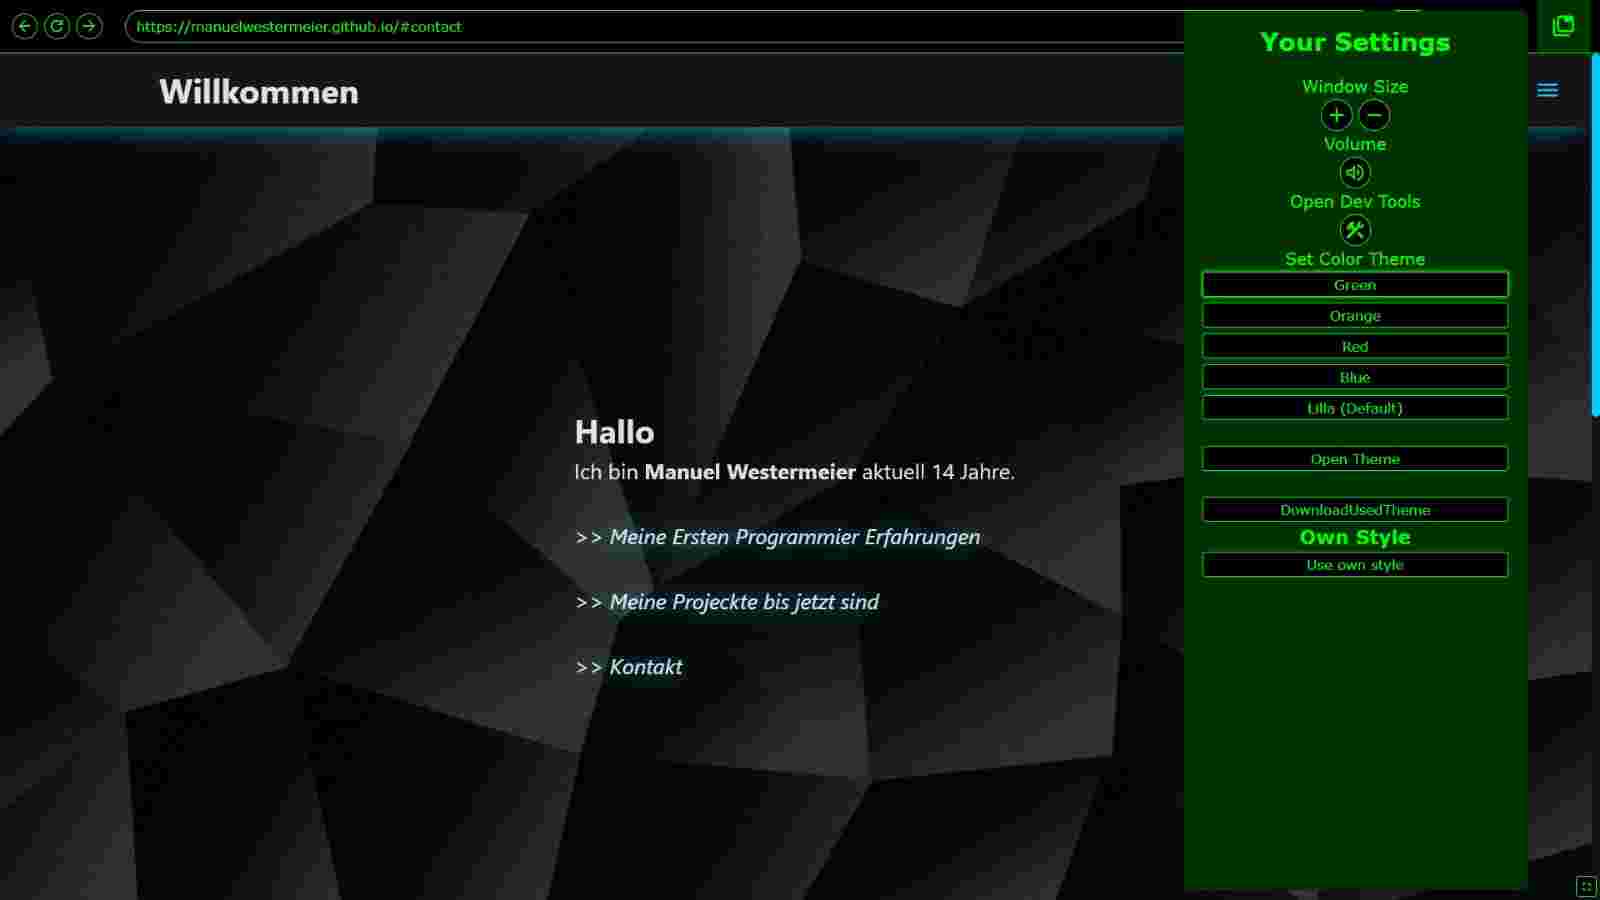 https://manuelwestermeier.github.io/#contact
Willkommen
Hallo
Ich bin Manuel Westermeier aktuell 14 Jahre.
>> Meine Ersten Programmier Erfahrungen
>> Meine Projeckte bis jetzt sind
>> Kontakt
Your Settings
Window Size
Volume
Open Dev Tools
Set Color Theme
Green
Orange
Red
Blue
Lilla (Default)
Open Theme
DownloadUsedTheme
Own Style
Use own style